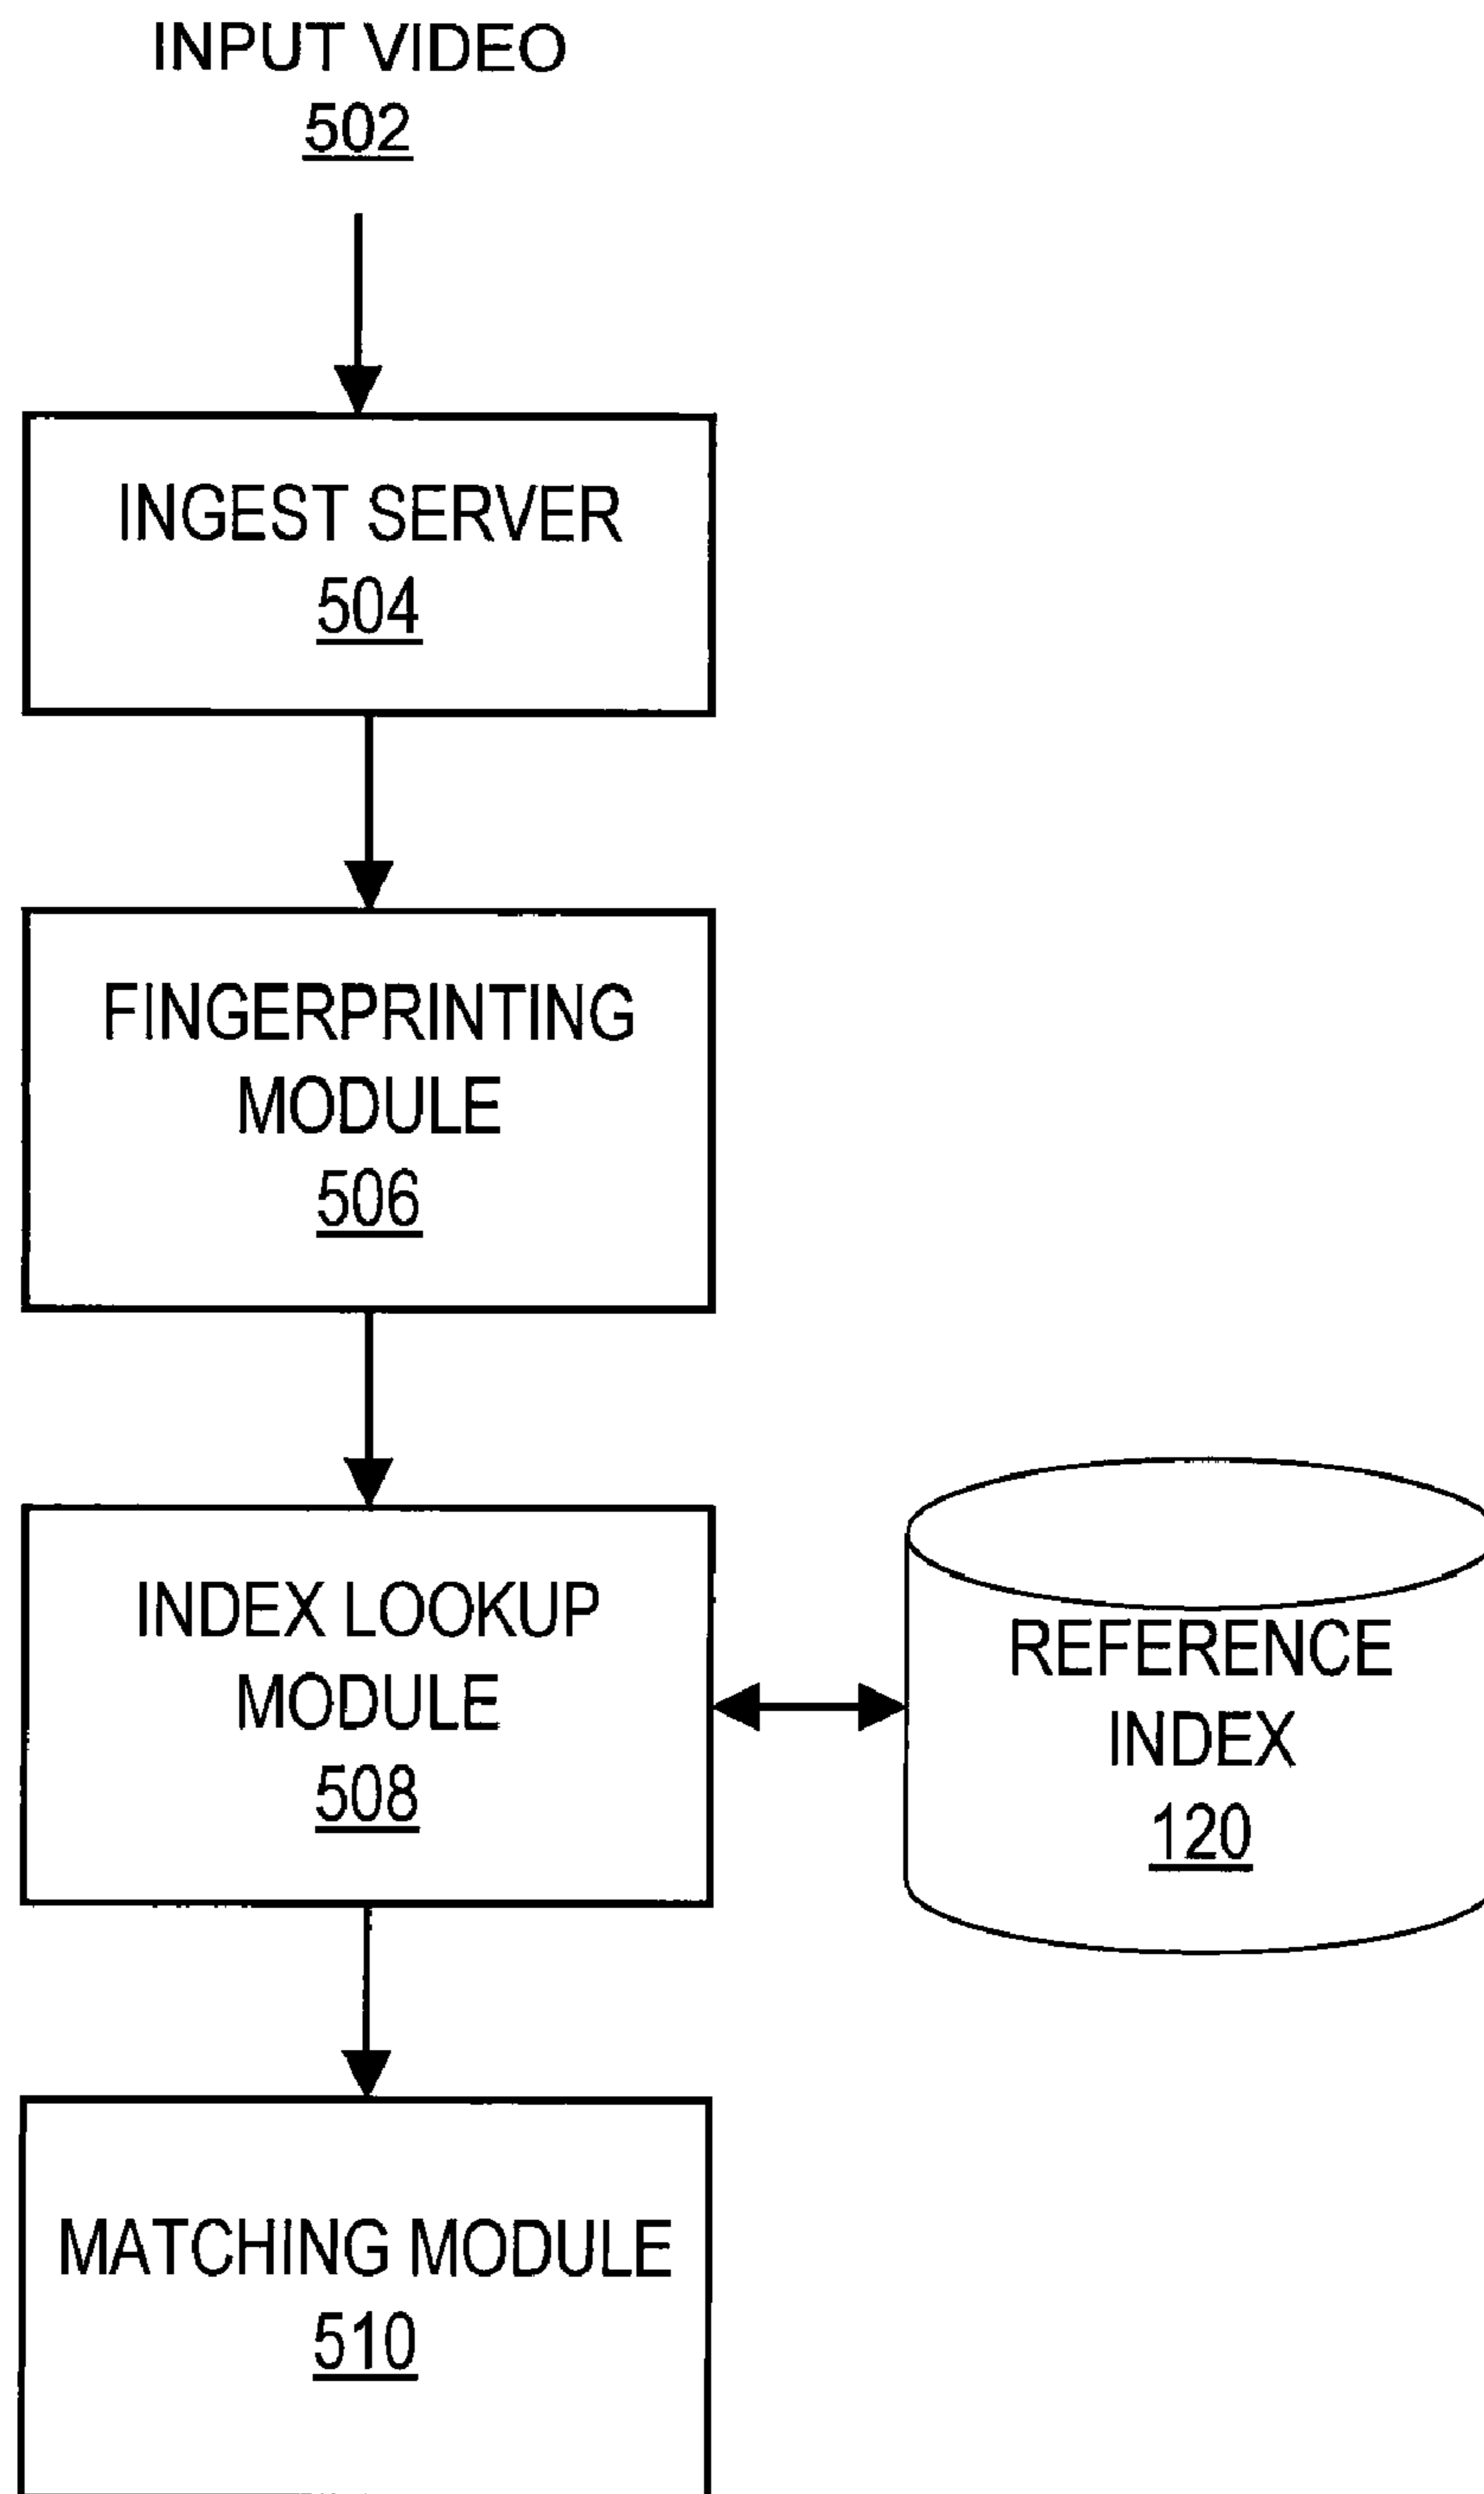 INPUT VIDEO
502
INGEST SERVER
504
FINGERPRINTING
MODULE
506
INDEX LOOKUP
MODULE
508
REFERENCE
INDEX
120
MATCHING MODULE
510